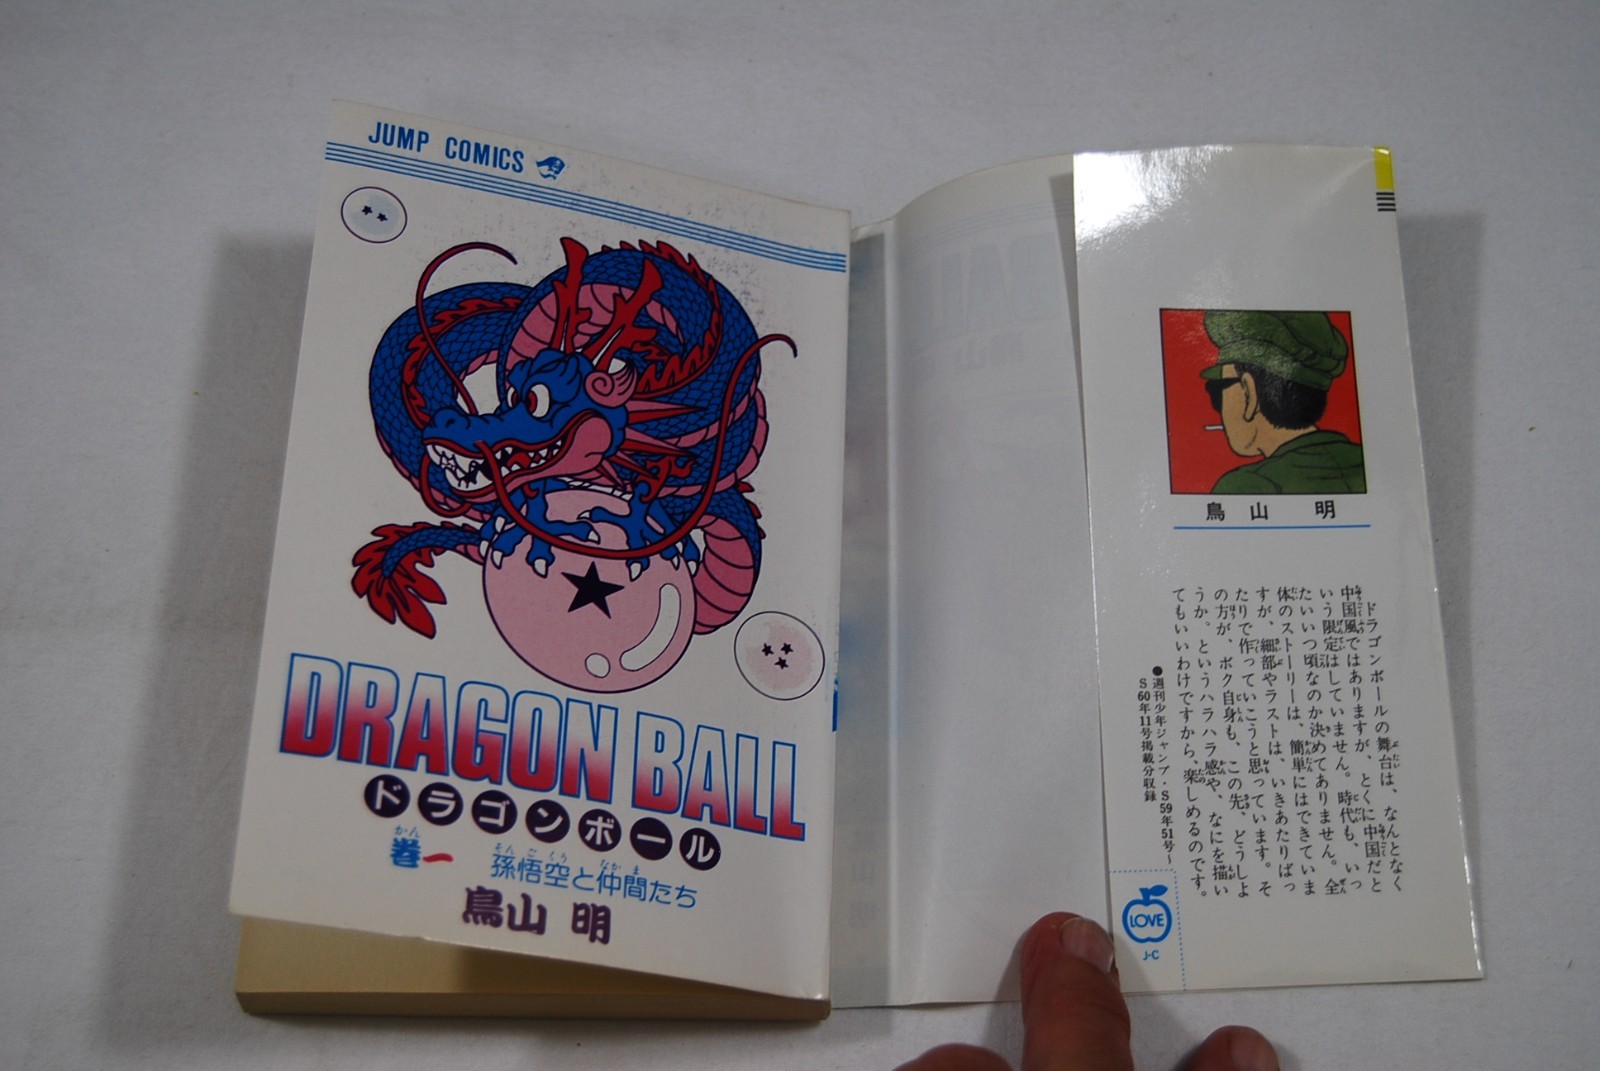 JUMP COMICS
DRAGON BALL
ドラゴンボール
巻一 孫悟空と仲間たち
鳥山 明
鳥山 明
ドラゴンボールの舞台は、なんとなく
中国風ではありますが、とくに中国だと
いう限定はしていません。時代も、いっ
たいいつ頃なのか決めてありません。全
体のストーリーは、簡単にはできていま
すが、細部やラストは、いきあたりばっ
たりで作っていこうと思っています。そ
の方が、ボク自身も、この先、どうしよ
うか。というハラハラ感や、なにを描い
てもいいわけですから、楽しめるのです。
●週刊少年ジャンプ・S59年51号〜
S60年11号掲載分収録
LOVE
J-C